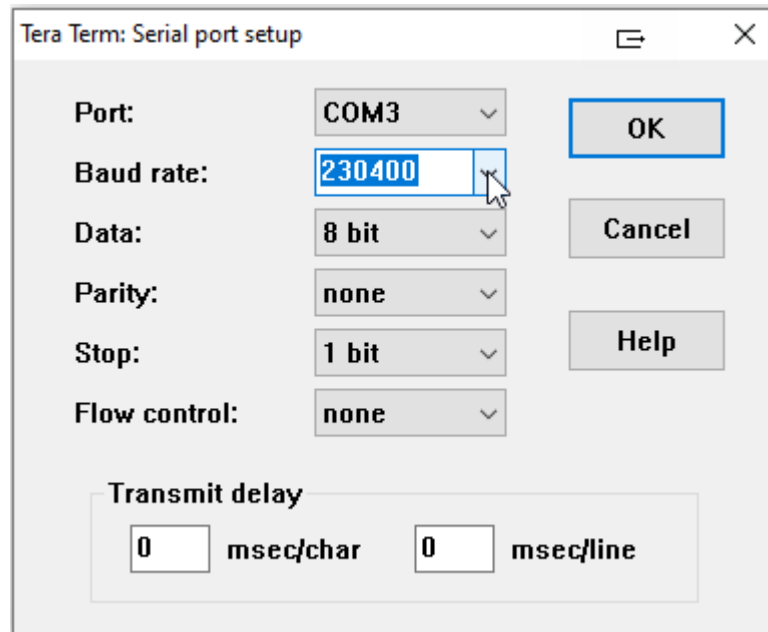 Tera Term: Serial port setup
Port: COM3
OK
Baud rate: 230400
Data: 8 bit
Cancel
Parity: none
Stop: 1 bit
Help
Flow control: none
Transmit delay
0 msec/char 0 msec/line